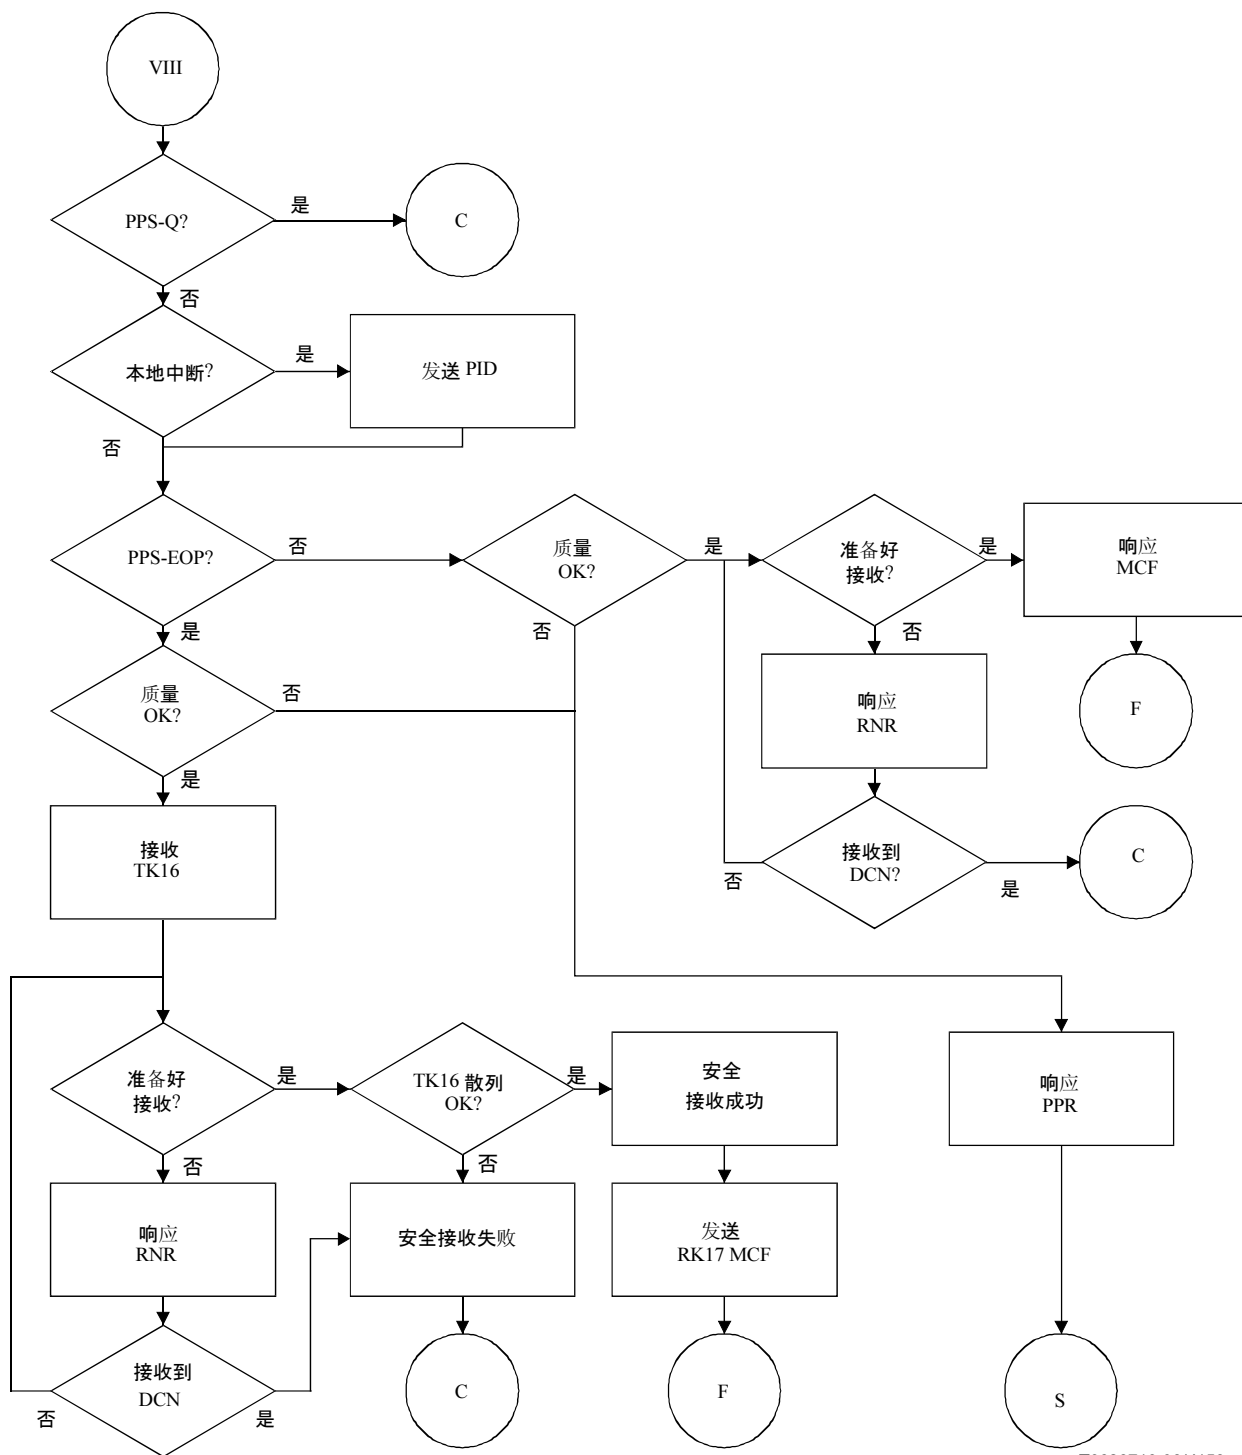 VIII
PPS-Q?
是
C
否
本地中断?
是
发送 PID
否
PPS-EOP?
否
质量
OK?
是
准备好
接收?
是
响应
MCF
是
否
否
质量
OK?
否
响应
RNR
F
是
接收
TK16
接收到
DCN?
C
否
是
准备好
接收?
是
TK16 散列
OK?
是
安全
接收成功
响应
PPR
否
否
响应
RNR
安全接收失败
发送
RK17 MCF
接收到
DCN
C
F
S
否
是